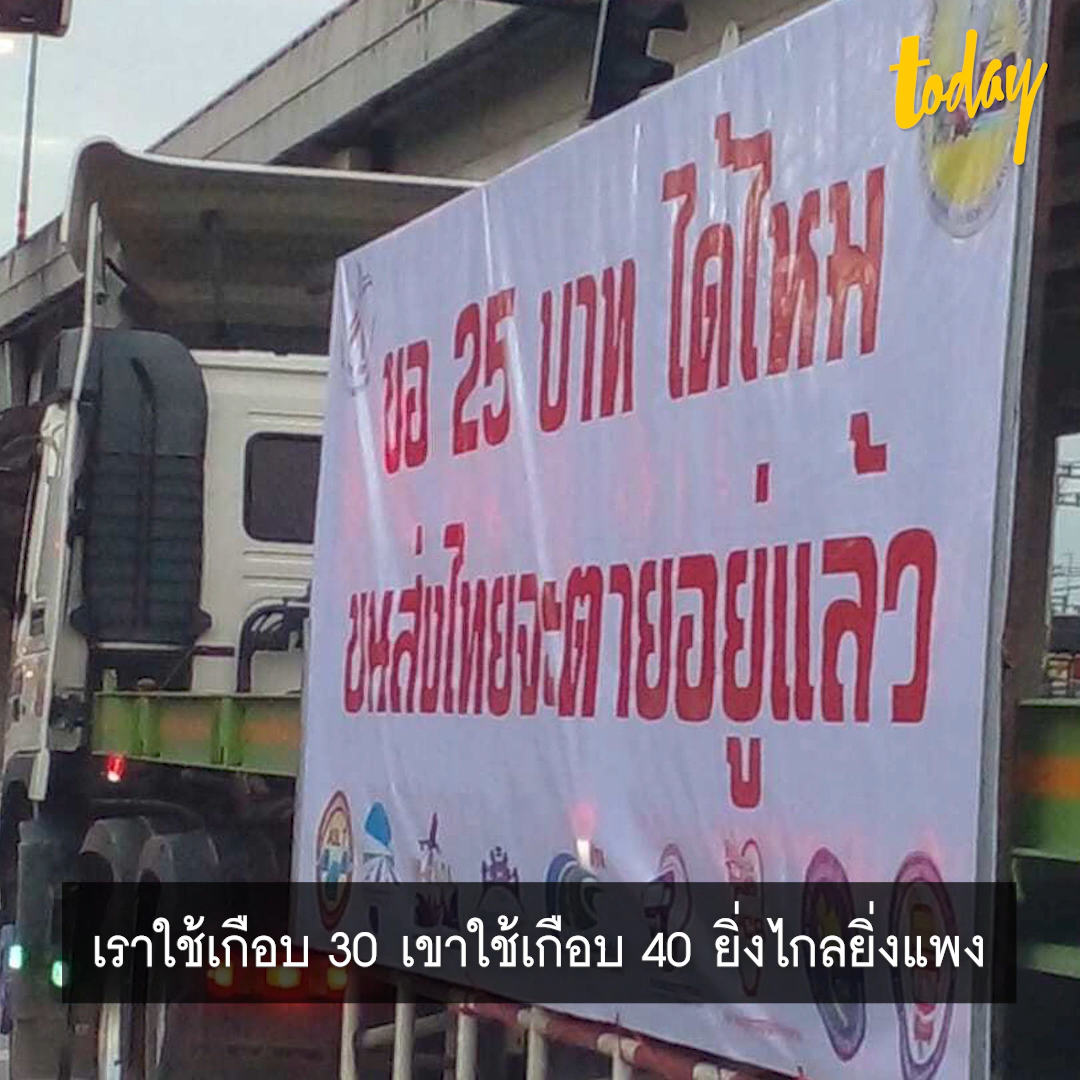 today
ขอ 25 บาท ได้ไหม
ขนส่งไทยจะตายอยู่แล้ว
เราใช้เกือบ 30 เขาใช้เกือบ 40 ยิ่งไกลยิ่งแพง